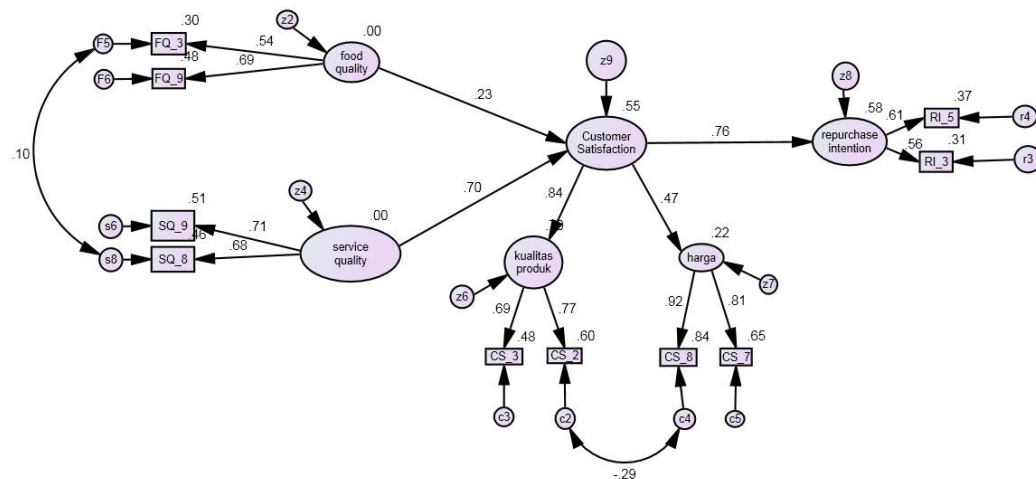 .30
z2
.00
F5
FQ_3
.54
food
quality
.48
F6
FQ_9
.69
z9
z8
.23
.55
.58
.37
.61
RI_5
r4
Customer
Satisfaction
.76
repurchase
intention
.31
.56
RI_3
r3
.10
.70
.51
z4
.00
.84
.47
s6
SQ_9
.71
.46
s8
SQ_8
.68
service
quality
.22
kualitas
produk
harga
z6
z7
.69
.77
.92
.81
.48
.60
.84
.65
CS_3
CS_2
CS_8
CS_7
c3
c2
c4
c5
-.29